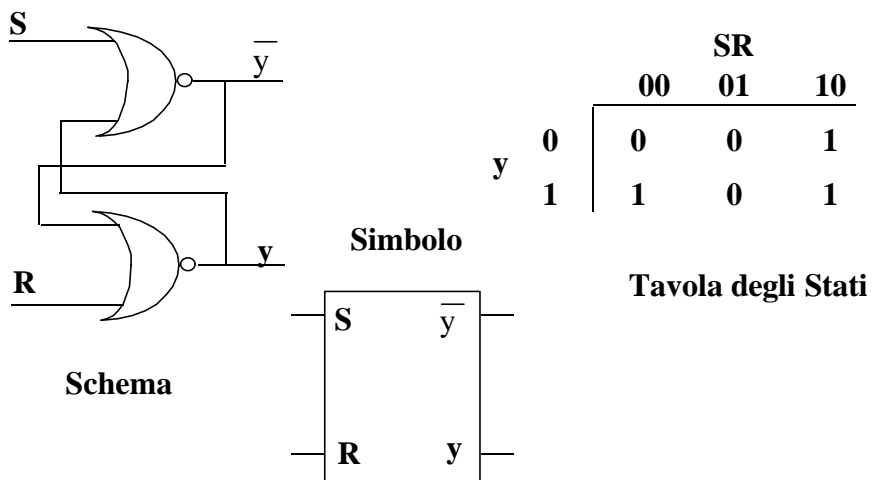 S
y
SR
00 01 10
0 0 0 1
y
1 1 0 1
y
R
Simbolo
Tavola degli Stati
S y
Schema
R y